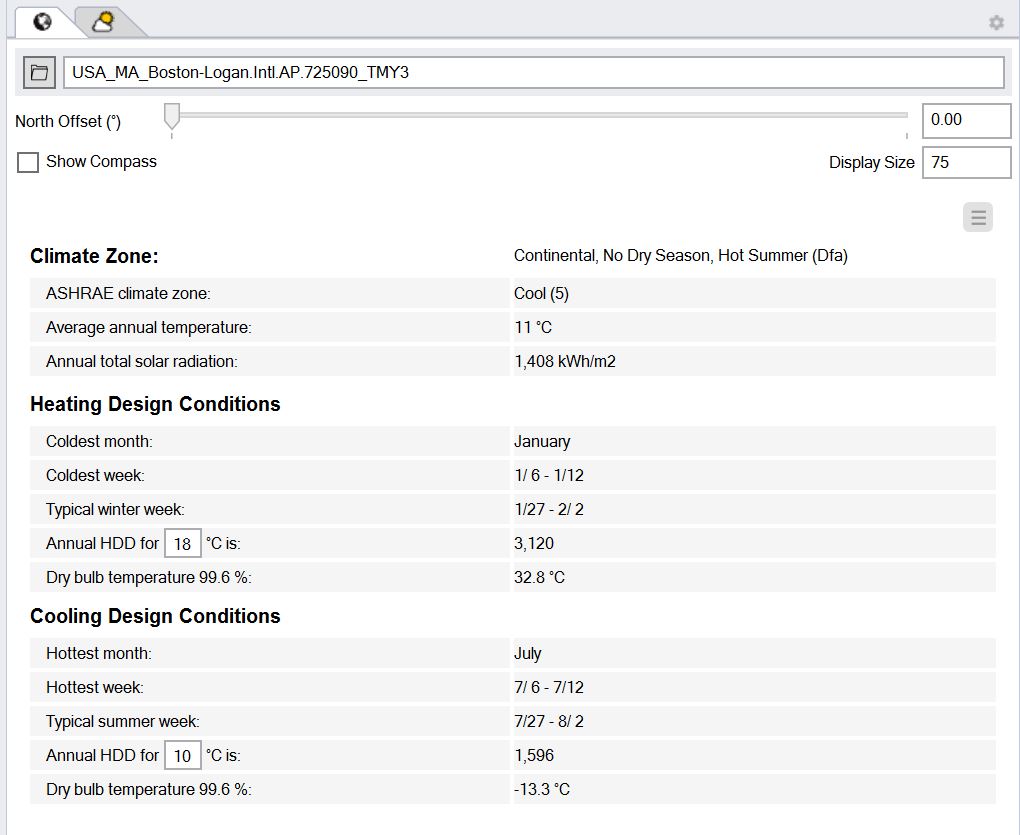 USA_MA_Boston-Logan.Intl.AP.725090_TMY3
North Offset (°) 0.00
Show Compass Display Size 75
Climate Zone: Continental, No Dry Season, Hot Summer (Dfa)
ASHRAE climate zone: Cool (5)
Average annual temperature: 11 °C
Annual total solar radiation: 1,408 kWh/m2
Heating Design Conditions
Coldest month: January
Coldest week: 1/ 6 - 1/12
Typical winter week: 1/27 - 2/ 2
Annual HDD for 18 °C is: 3,120
Dry bulb temperature 99.6 %: 32.8 °C
Cooling Design Conditions
Hottest month: July
Hottest week: 7/ 6 - 7/12
Typical summer week: 7/27 - 8/ 2
Annual HDD for 10 °C is: 1,596
Dry bulb temperature 99.6 %: -13.3 °C